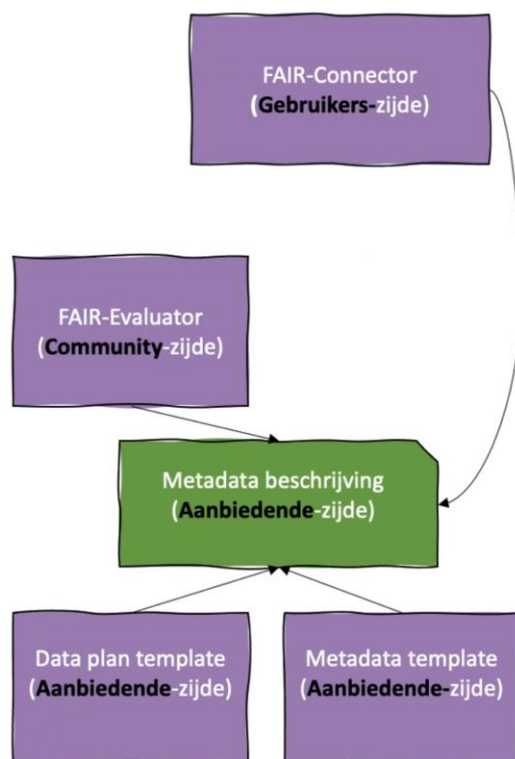 FAIR-Connector
(Gebruikers-zijde)
FAIR-Evaluator
(Community-zijde)
Metadata beschrijving
(Aanbiedende-zijde)
Data plan template
(Aanbiedende-zijde)
Metadata template
(Aanbiedende-zijde)